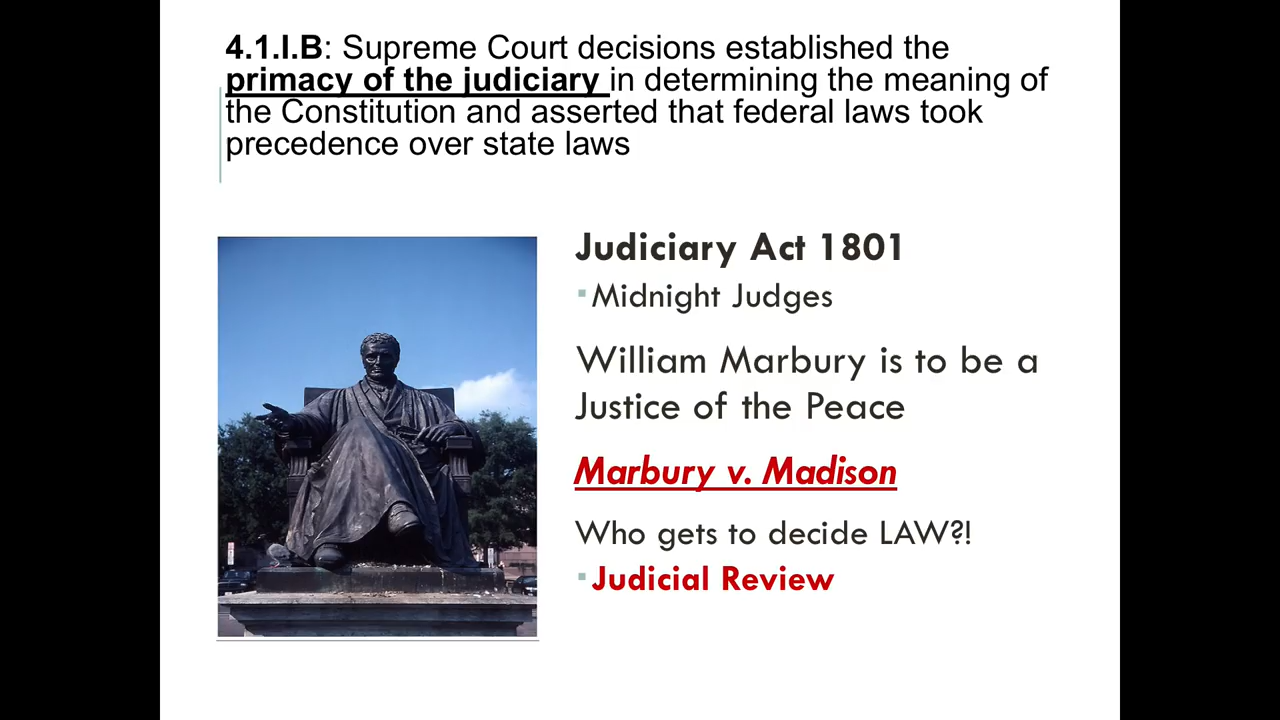 4.1.I.B: Supreme Court decisions established the
primacy of the judiciary in determining the meaning of
the Constitution and asserted that federal laws took
precedence over state laws
Judiciary Act 1801
▪Midnight Judges
William Marbury is to be a
Justice of the Peace
Marbury v. Madison
Who gets to decide LAW?!
▪Judicial Review